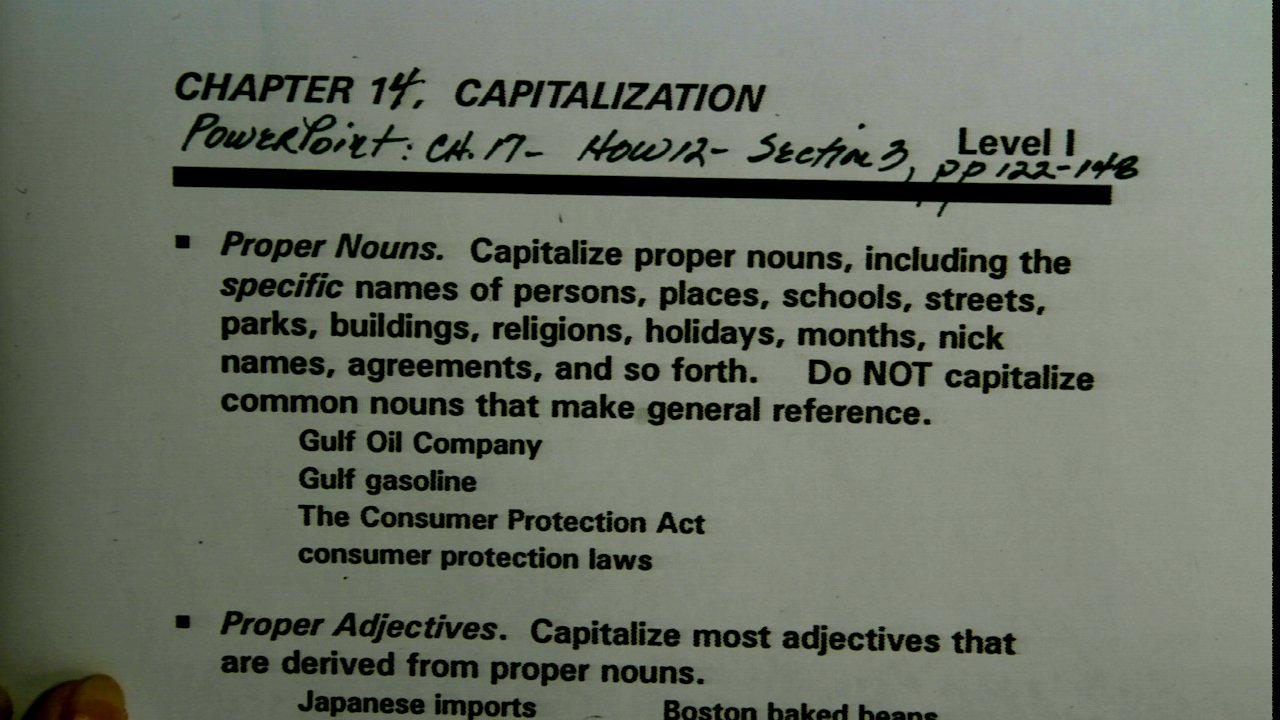 CHAPTER 14, CAPITALIZATION
PowerPoint: CH. 17- HOW12- Section 3, pp 122-148
Level I
■ Proper Nouns. Capitalize proper nouns, including the
specific names of persons, places, schools, streets,
parks, buildings, religions, holidays, months, nick
names, agreements, and so forth. Do NOT capitalize
common nouns that make general reference.
Gulf Oil Company
Gulf gasoline
The Consumer Protection Act
consumer protection laws
■ Proper Adjectives. Capitalize most adjectives that
are derived from proper nouns.
Japanese imports Boston baked beans